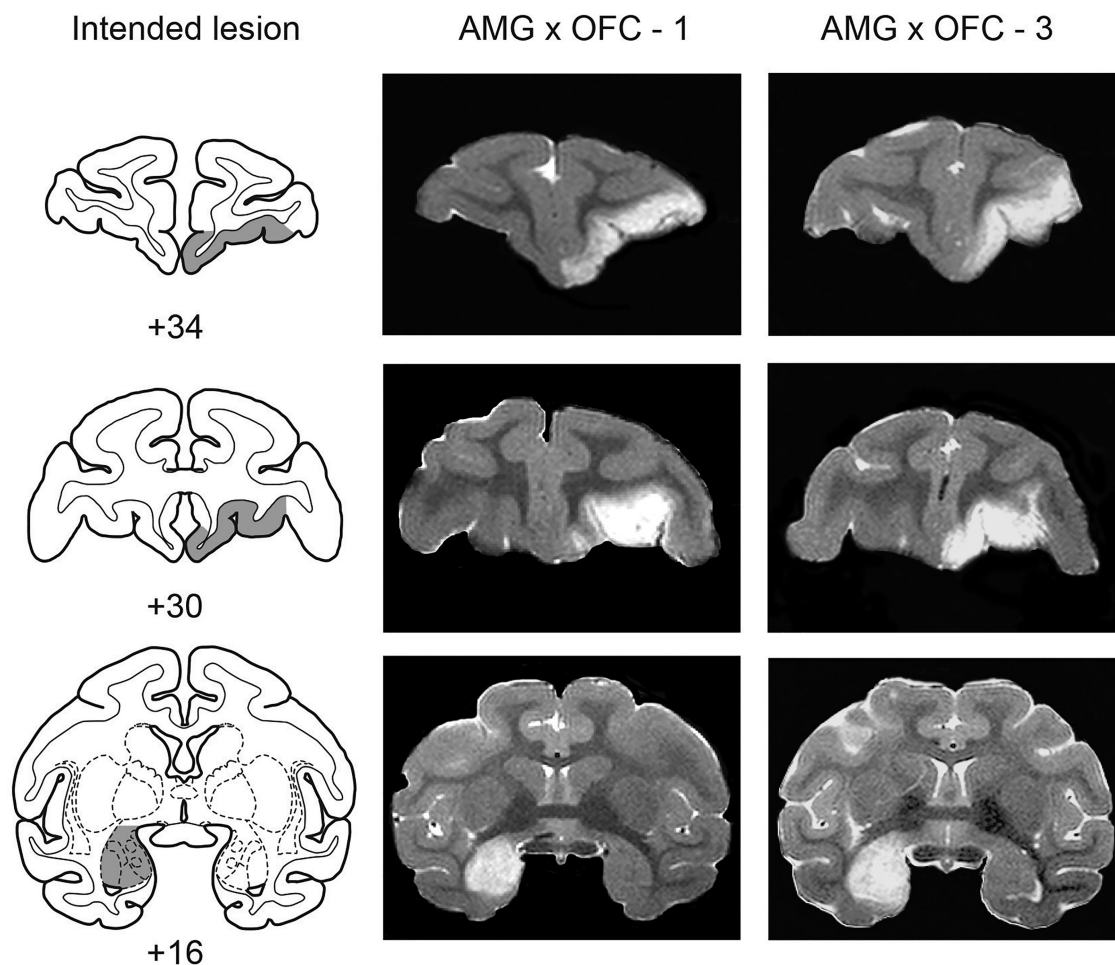 Intended lesion
AMG x OFC - 1
AMG x OFC - 3
+34
+30
+16